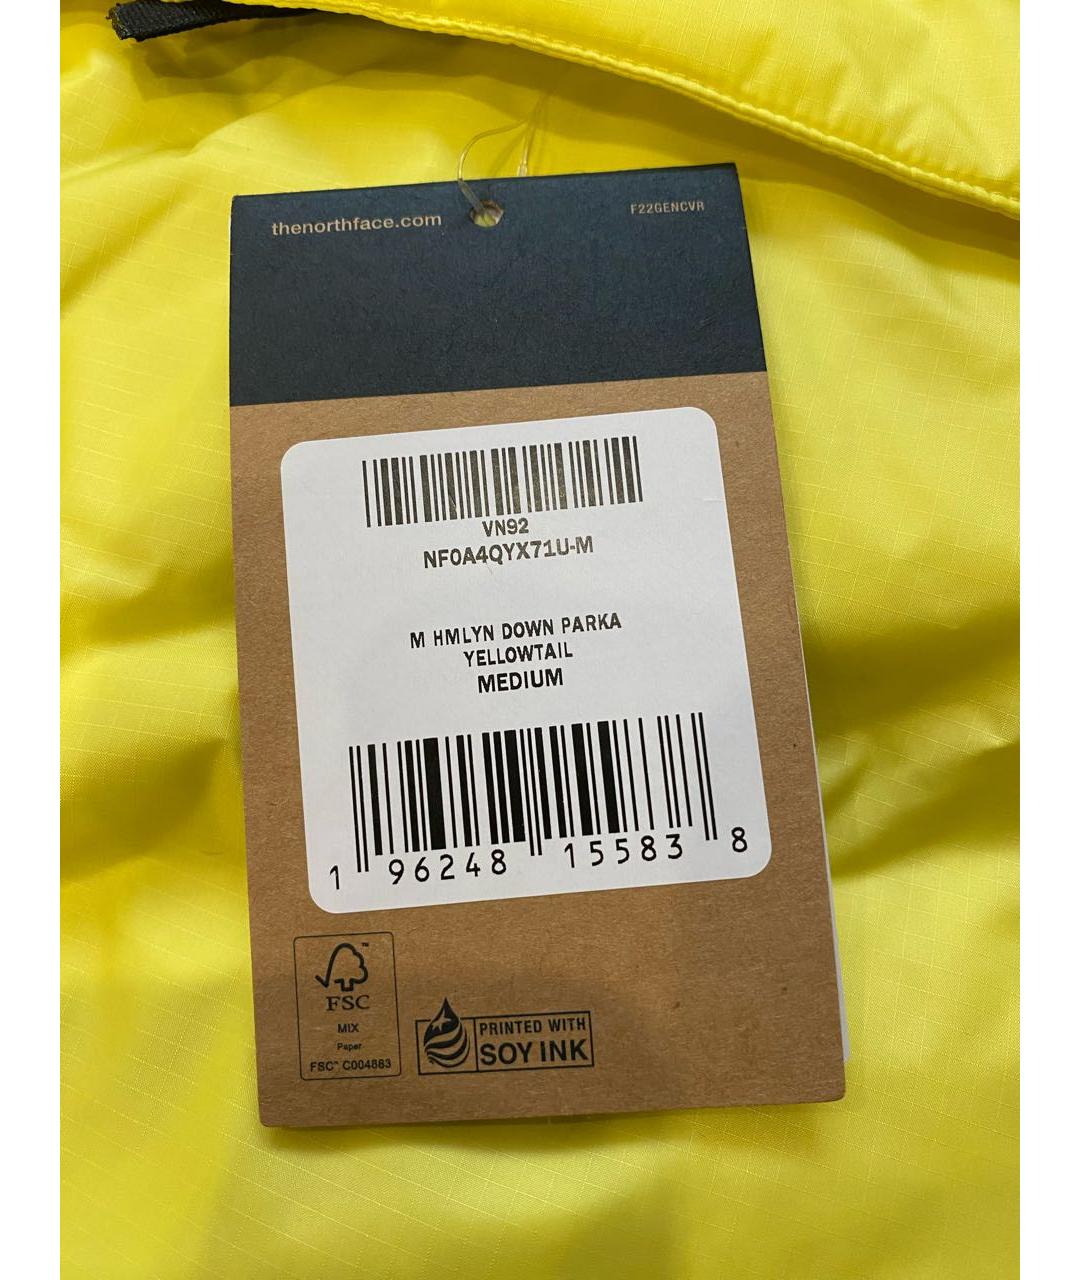 thenorthface.com
F22GENCVR
VN92
NF0A4QYX71U-M
M HMLYN DOWN PARKA
YELLOWTAIL
MEDIUM
1 96248 15583 8
™
FSC
MIX
Paper
FSC™ C004883
PRINTED WITH
SOY INK